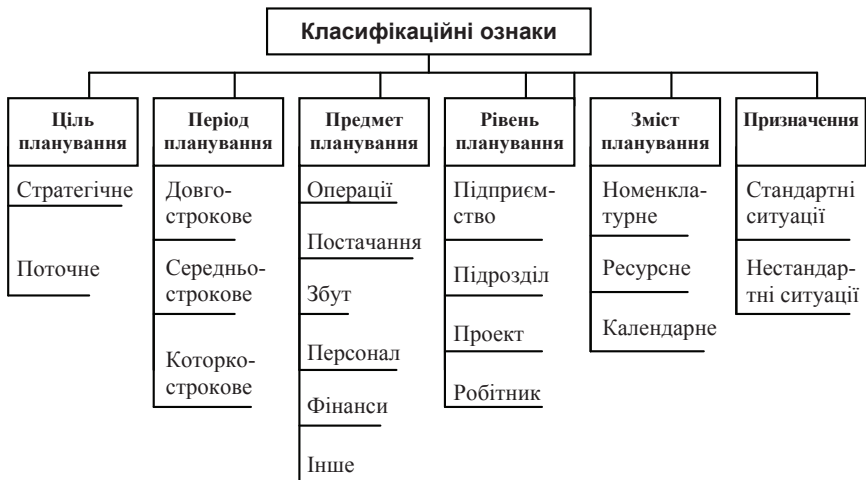 Класифікаційні ознаки
Ціль
планування
Стратегічне
Поточне
Період
планування
Довго-
строкове
Середньо-
строкове
Которко-
строкове
Предмет
планування
Операції
Постачання
Збут
Персонал
Фінанси
Інше
Рівень
планування
Підприєм-
ство
Підрозділ
Проект
Робітник
Зміст
планування
Номенкла-
турне
Ресурсне
Календарне
Призначення
Стандартні
ситуації
Нестандар-
тні ситуації